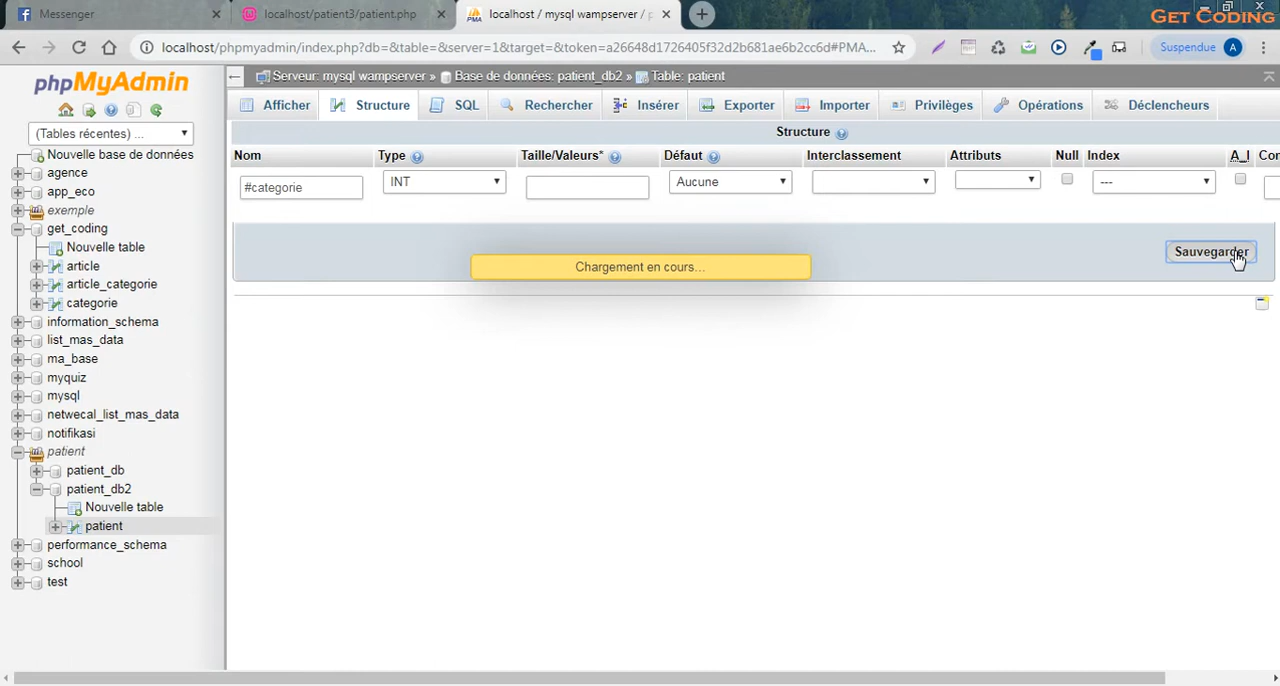 Messenger
localhost/patient3/patient.php
localhost / mysql wampserver / p
GET CODING
localhost/phpmyadmin/index.php?db=&table=&server=1&target=&token=a26648d1726405f32d2b681ae6b2cc6d#PMA...
Suspendue
A
phpMyAdmin
(Tables récentes) ...
Nouvelle base de données
agence
app_eco
exemple
get_coding
Nouvelle table
article
article_categorie
categorie
information_schema
list_mas_data
ma_base
myquiz
mysql
netwecal_list_mas_data
notifikasi
patient
patient_db
patient_db2
Nouvelle table
patient
performance_schema
school
test
Serveur: mysql wampserver » Base de données: patient_db2 » Table: patient
Afficher Structure SQL Rechercher Insérer Exporter Importer Privilèges Opérations Déclencheurs
Structure
Nom Type Taille/Valeurs* Défaut Interclassement Attributs Null Index A_I Con
#categorie INT Aucune ---
Chargement en cours...
Sauvegarder